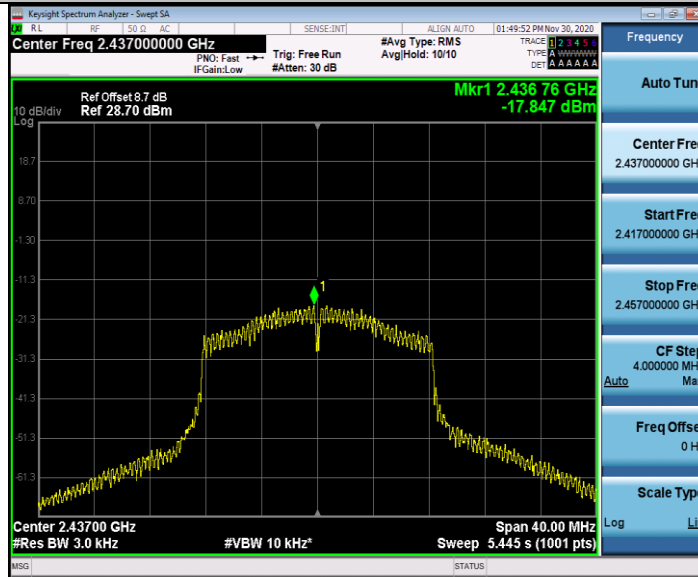 Keysight Spectrum Analyzer - Swept SA
RL RF 50 Ω AC SENSE:INT ALIGN AUTO 01:49:52 PM Nov 30, 2020
Center Freq 2.437000000 GHz
#Avg Type: RMS
TRACE 1 2 3 4 5 6
PNO: Fast
IFGain:Low
Trig: Free Run
#Atten: 30 dB
Avg|Hold: 10/10
TYPE A WWWWW
DET A A A A A A
Mkr1 2.436 76 GHz
-17.847 dBm
Ref Offset 8.7 dB
10 dB/div Ref 28.70 dBm
Log
18.7
8.70
-1.30
-11.3
-21.3
-31.3
-41.3
-51.3
-61.3
1
Center 2.43700 GHz
Span 40.00 MHz
#Res BW 3.0 kHz
#VBW 10 kHz*
Sweep 5.445 s (1001 pts)
MSG
STATUS
Frequency
Auto Tun
Center Fre
2.437000000 GH
Start Fre
2.417000000 GH
Stop Fre
2.457000000 GH
CF Step
4.000000 MH
Auto Ma
Freq Offse
0 H
Scale Type
Log Li